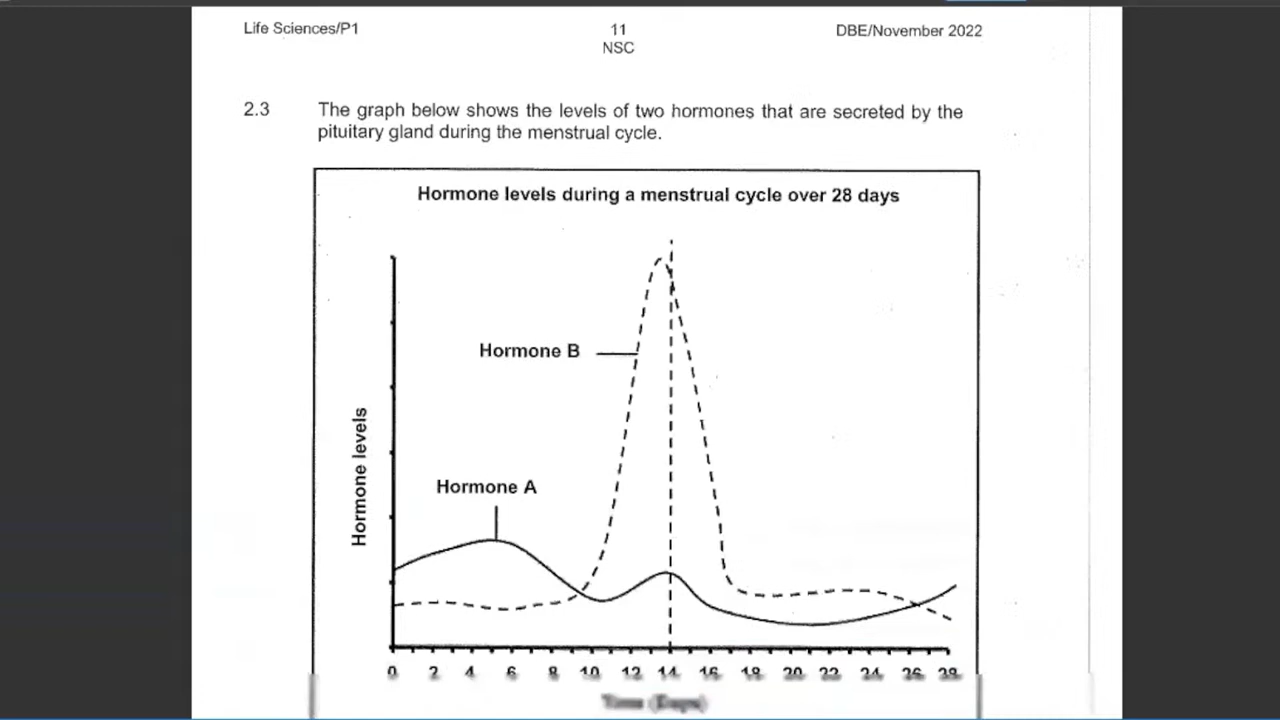 Life Sciences/P1
11
DBE/November 2022
NSC
2.3 The graph below shows the levels of two hormones that are secreted by the
pituitary gland during the menstrual cycle.
Hormone levels during a menstrual cycle over 28 days
Hormone B
Hormone levels
Hormone A
0 2 4 6 8 10 12 14 16 18 20 22 24 26 28
Time (Days)